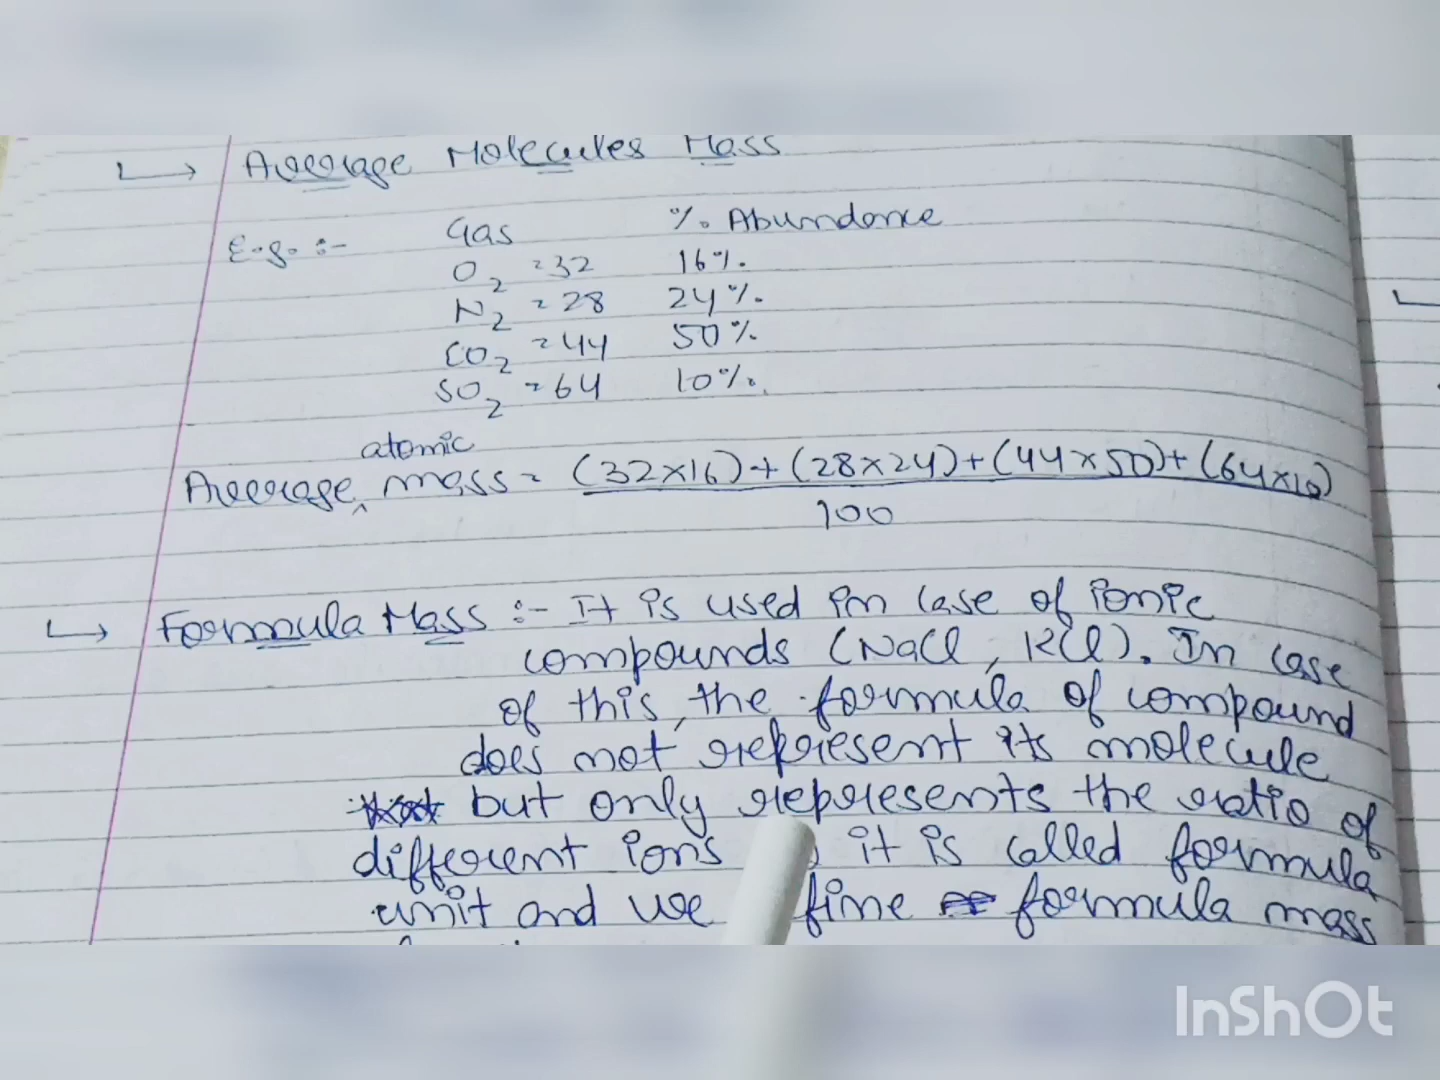 Average Molecules Mass
E.g. :- Gas % Abundance
O2 = 32 16%.
N2 = 28 24%.
CO2 = 44 50%
SO2 = 64 10%.
atomic
Average mass = (32×16)+(28×24)+(44×50)+(64×10)
100
Formula Mass :- It is used in case of ionic
compounds (NaCl, KCl). In case
of this, the formula of compound
does not represent its molecule
but only represents the ratio of
different ions it is called formula
unit and we fine formula mass
InShOt